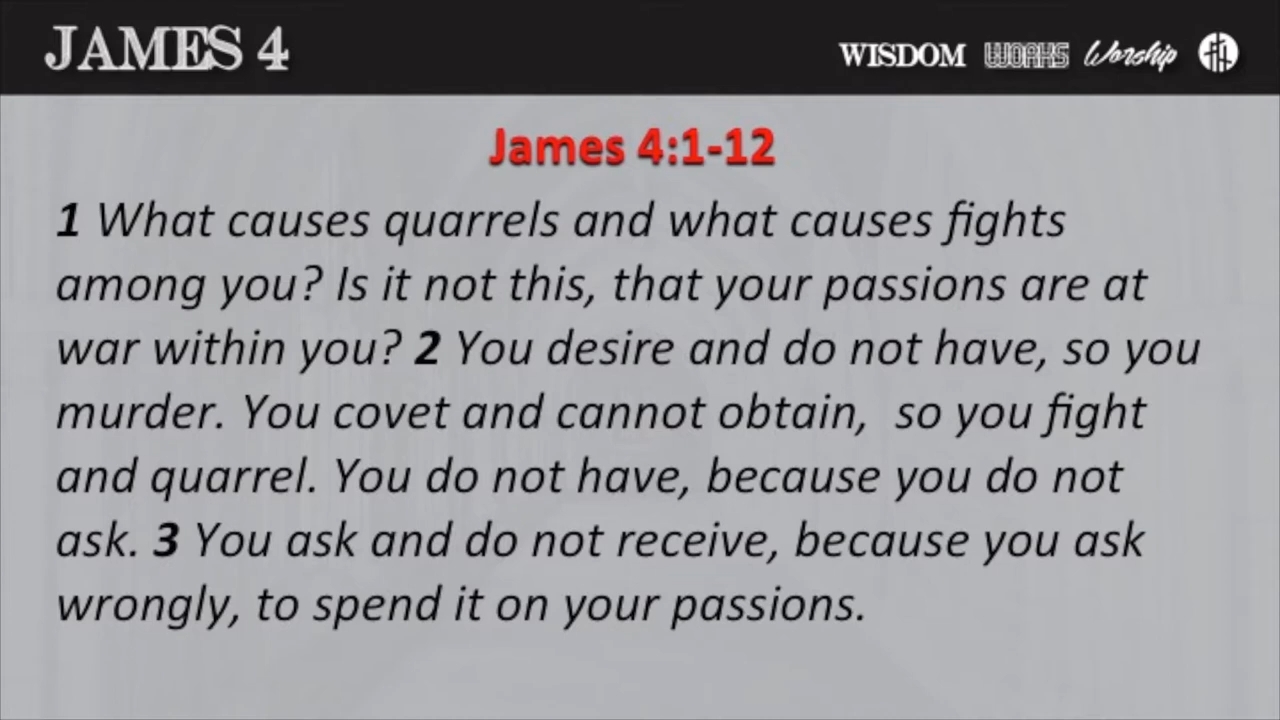 JAMES 4
WISDOM WORKS Worship
James 4:1-12
1 What causes quarrels and what causes fights
among you? Is it not this, that your passions are at
war within you? 2 You desire and do not have, so you
murder. You covet and cannot obtain,  so you fight
and quarrel. You do not have, because you do not
ask. 3 You ask and do not receive, because you ask
wrongly, to spend it on your passions.